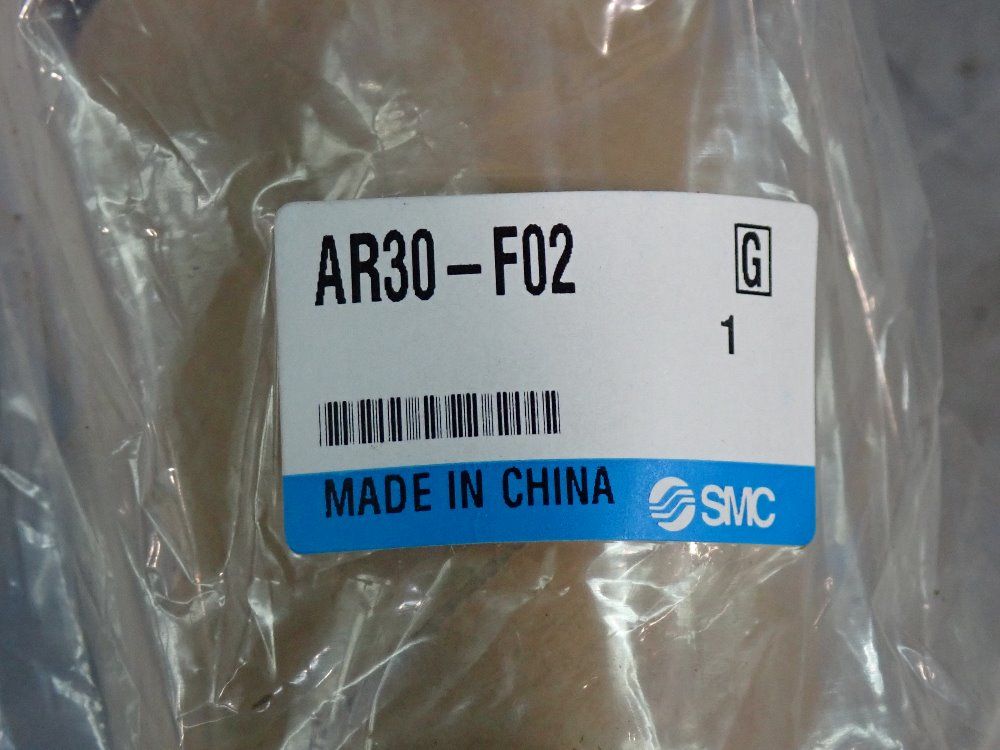 AR30-F02 G
1
MADE IN CHINA SMC